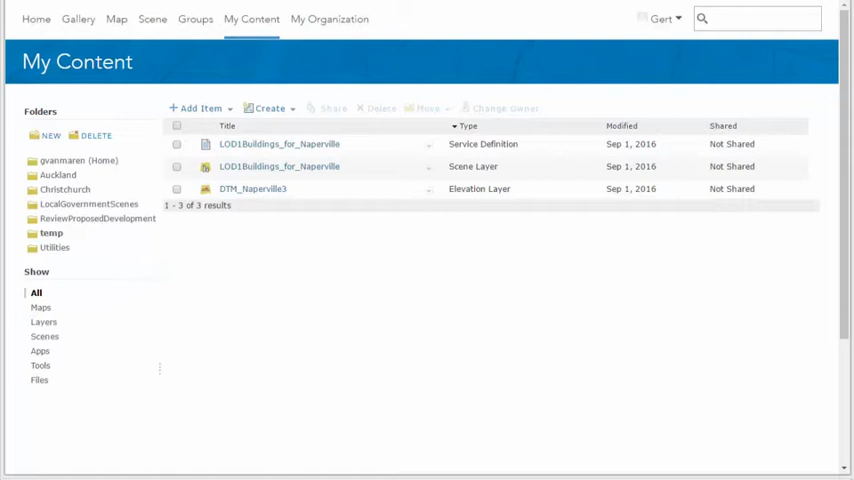 Home Gallery Map Scene Groups My Content My Organization Gert
My Content
Folders
NEW DELETE
gvanmaren (Home)
Auckland
Christchurch
LocalGovernmentScenes
ReviewProposedDevelopment
temp
Utilities
Show
All
Maps
Layers
Scenes
Apps
Tools
Files
Add Item Create Share Delete Move Change Owner
Title Type Modified Shared
LOD1Buildings_for_Naperville Service Definition Sep 1, 2016 Not Shared
LOD1Buildings_for_Naperville Scene Layer Sep 1, 2016 Not Shared
DTM_Naperville3 Elevation Layer Sep 1, 2016 Not Shared
1 - 3 of 3 results